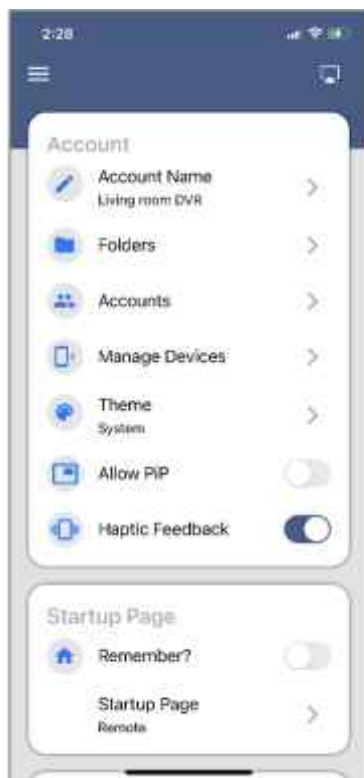 2:28
Account
Account Name
Living room DVR
Folders
Accounts
Manage Devices
Theme
System
Allow PiP
Haptic Feedback
Startup Page
Remember?
Startup Page
Remote